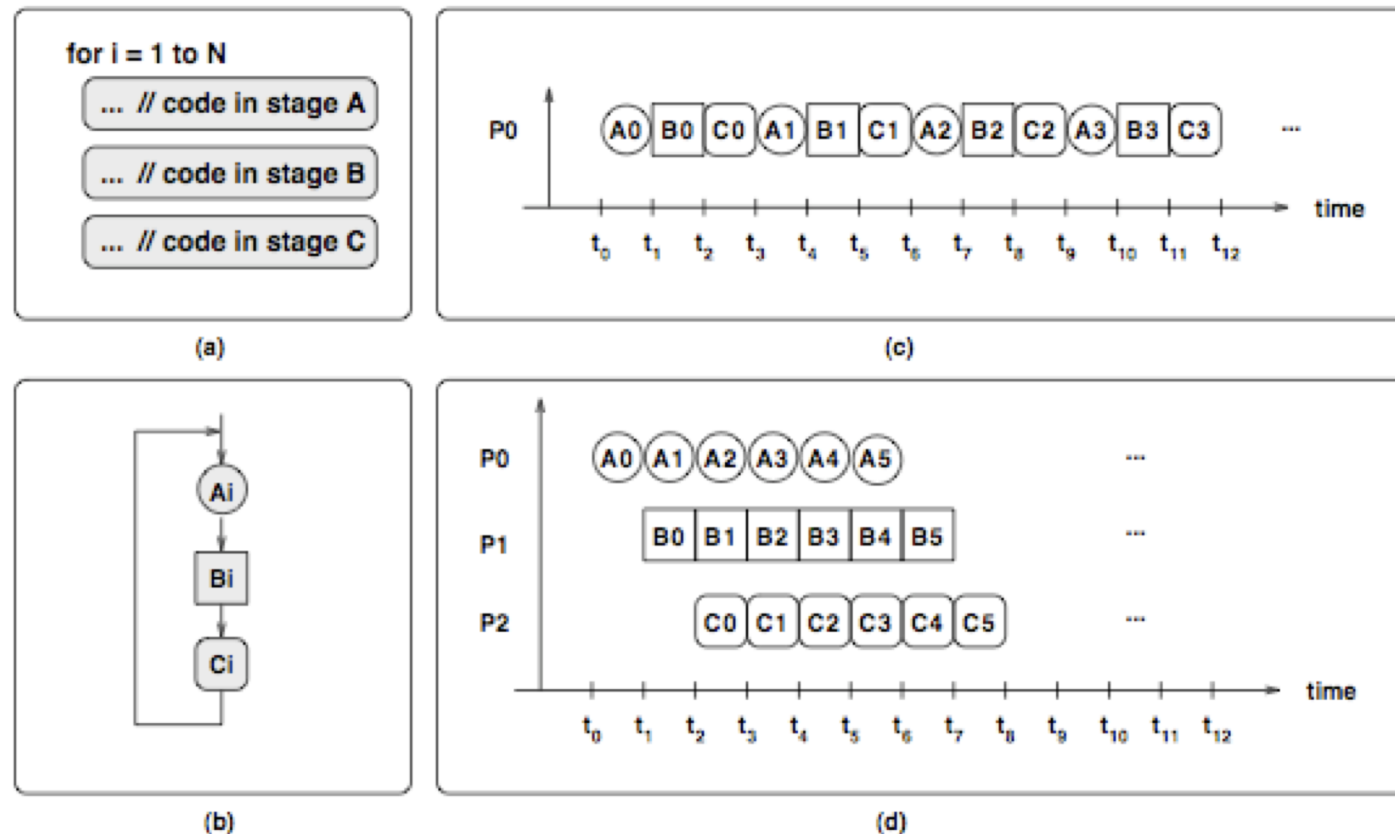 for i = 1 to N
... // code in stage A
... // code in stage B
... // code in stage C
(a)
P0
A0 B0 C0 A1 B1 C1 A2 B2 C2 A3 B3 C3 ...
time
t0 t1 t2 t3 t4 t5 t6 t7 t8 t9 t10 t11 t12
(c)
Ai
Bi
Ci
(b)
P0 A0 A1 A2 A3 A4 A5 ...
P1 B0 B1 B2 B3 B4 B5 ...
P2 C0 C1 C2 C3 C4 C5 ...
time
t0 t1 t2 t3 t4 t5 t6 t7 t8 t9 t10 t11 t12
(d)